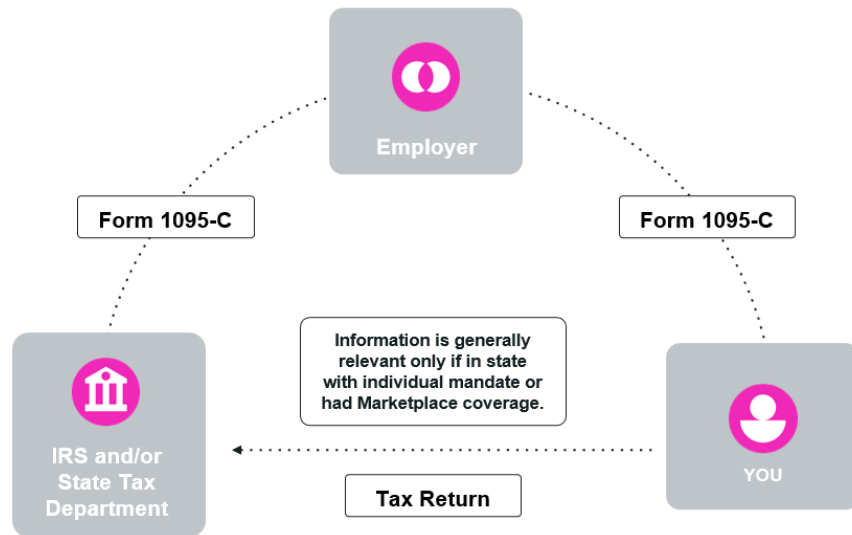 Employer
Form 1095-C
Form 1095-C
Information is generally
relevant only if in state
with individual mandate or
had Marketplace coverage.
IRS and/or
State Tax
Department
YOU
Tax Return